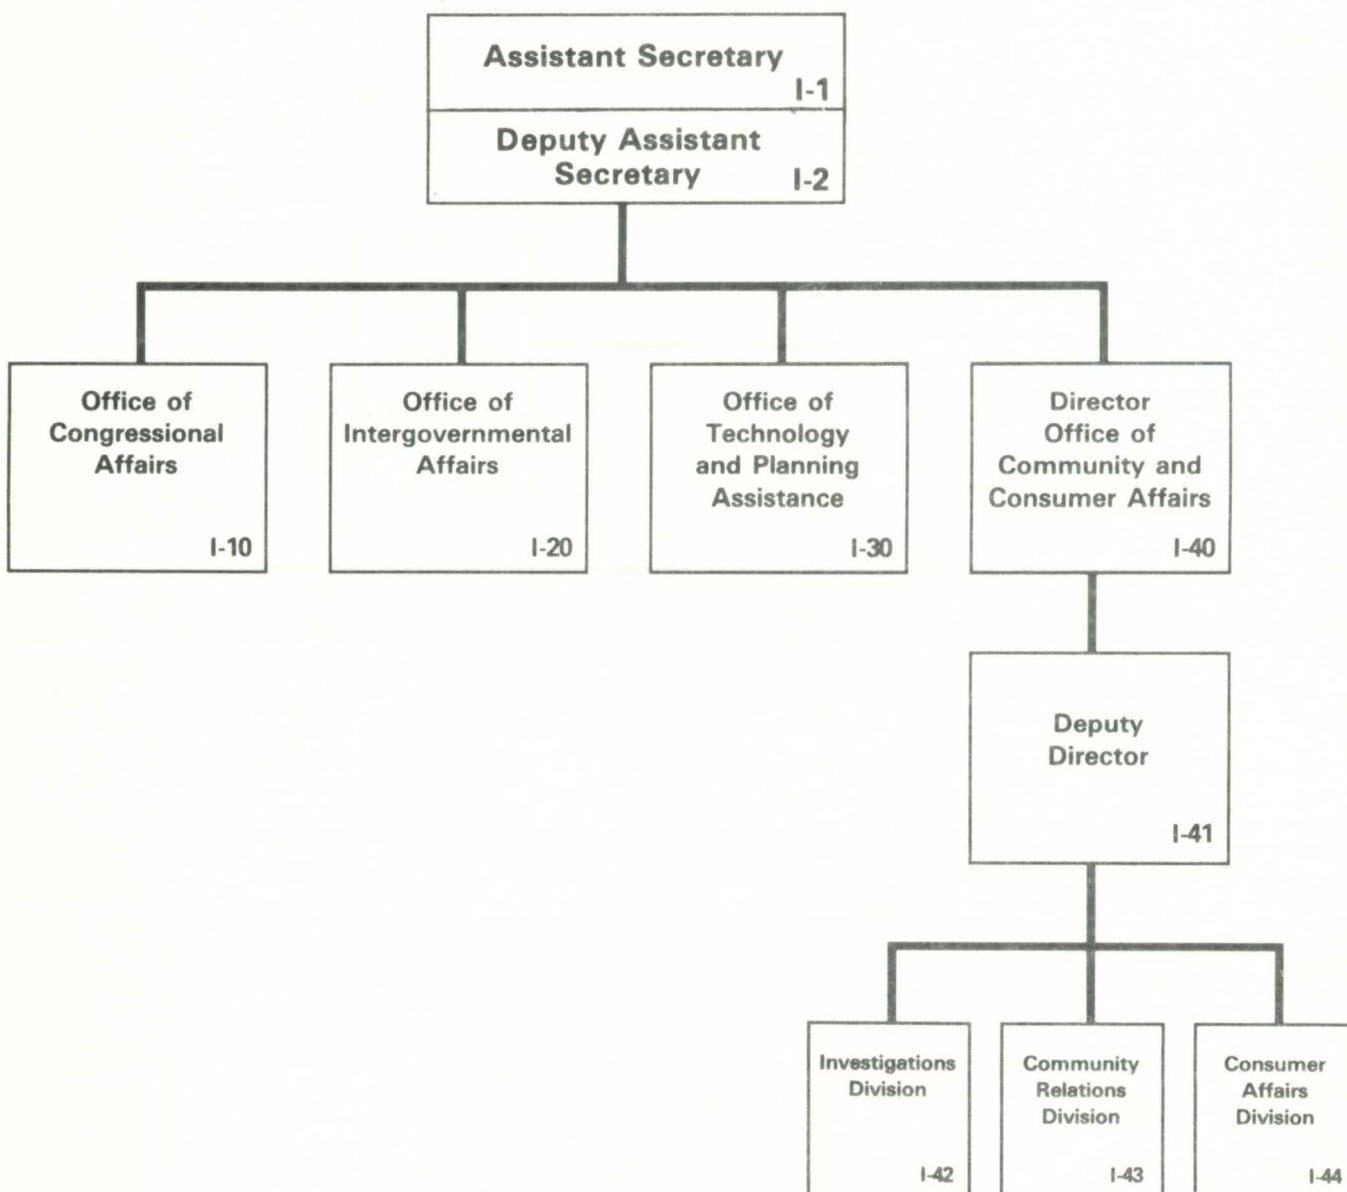 Assistant Secretary
I-1
Deputy Assistant
Secretary I-2
Office of
Congressional
Affairs
I-10
Office of
Intergovernmental
Affairs
I-20
Office of
Technology
and Planning
Assistance
I-30
Director
Office of
Community and
Consumer Affairs
I-40
Deputy
Director
I-41
Investigations
Division
I-42
Community
Relations
Division
I-43
Consumer
Affairs
Division
I-44